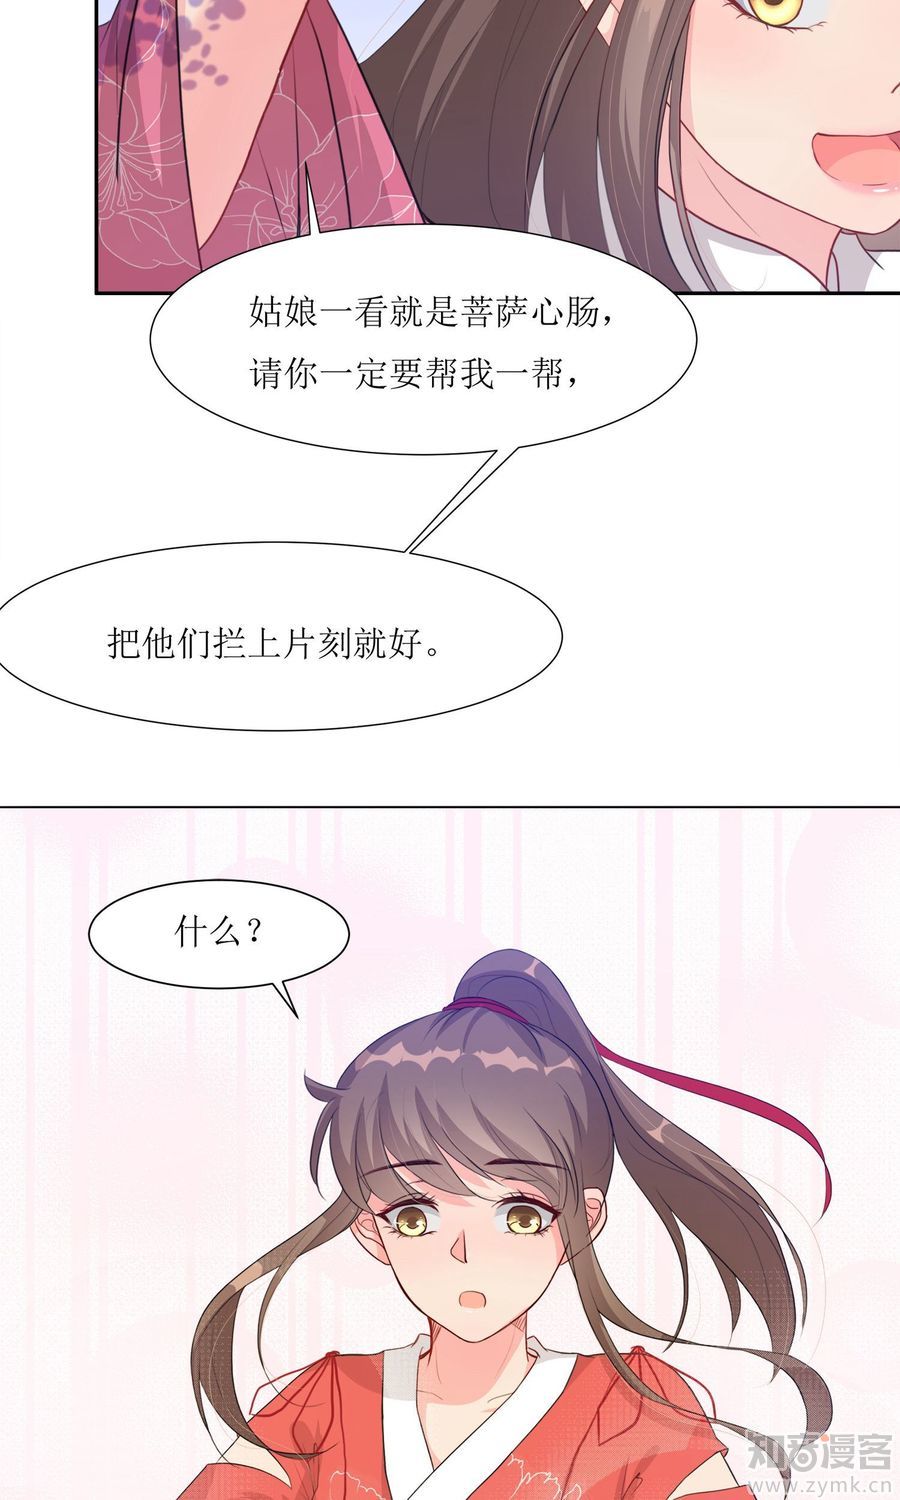 姑娘一看就是菩萨心肠，
请你一定要帮我一帮，
把他们拦上片刻就好。
什么？
知音漫客
www.zymk.cn